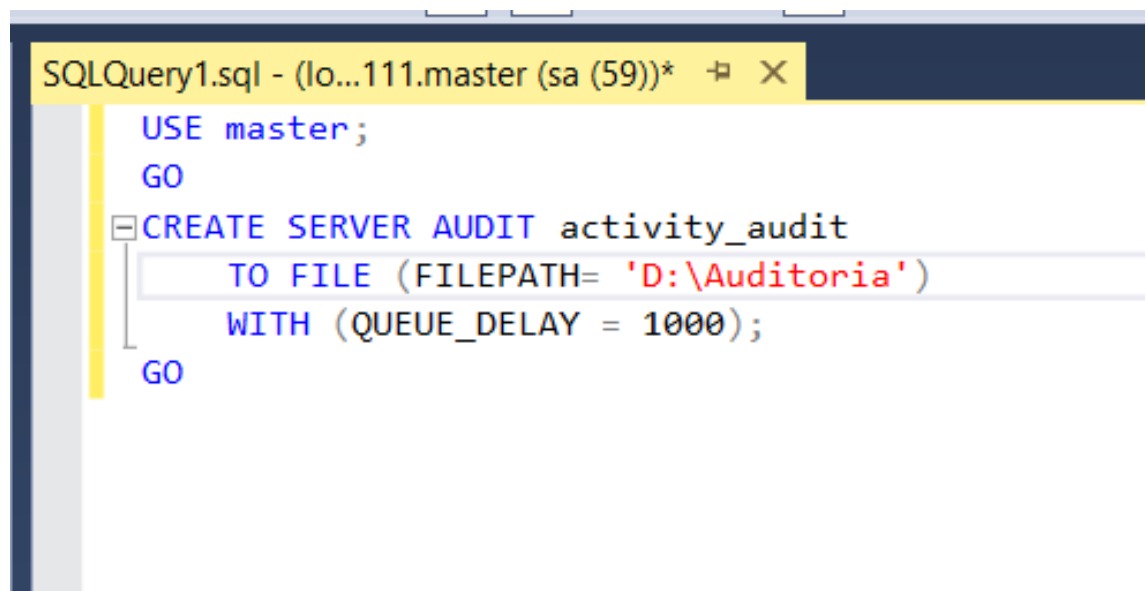 SQLQuery1.sql - (lo...111.master (sa (59))*
USE master;
GO
CREATE SERVER AUDIT activity_audit
TO FILE (FILEPATH= 'D:\Auditoria')
WITH (QUEUE_DELAY = 1000);
GO